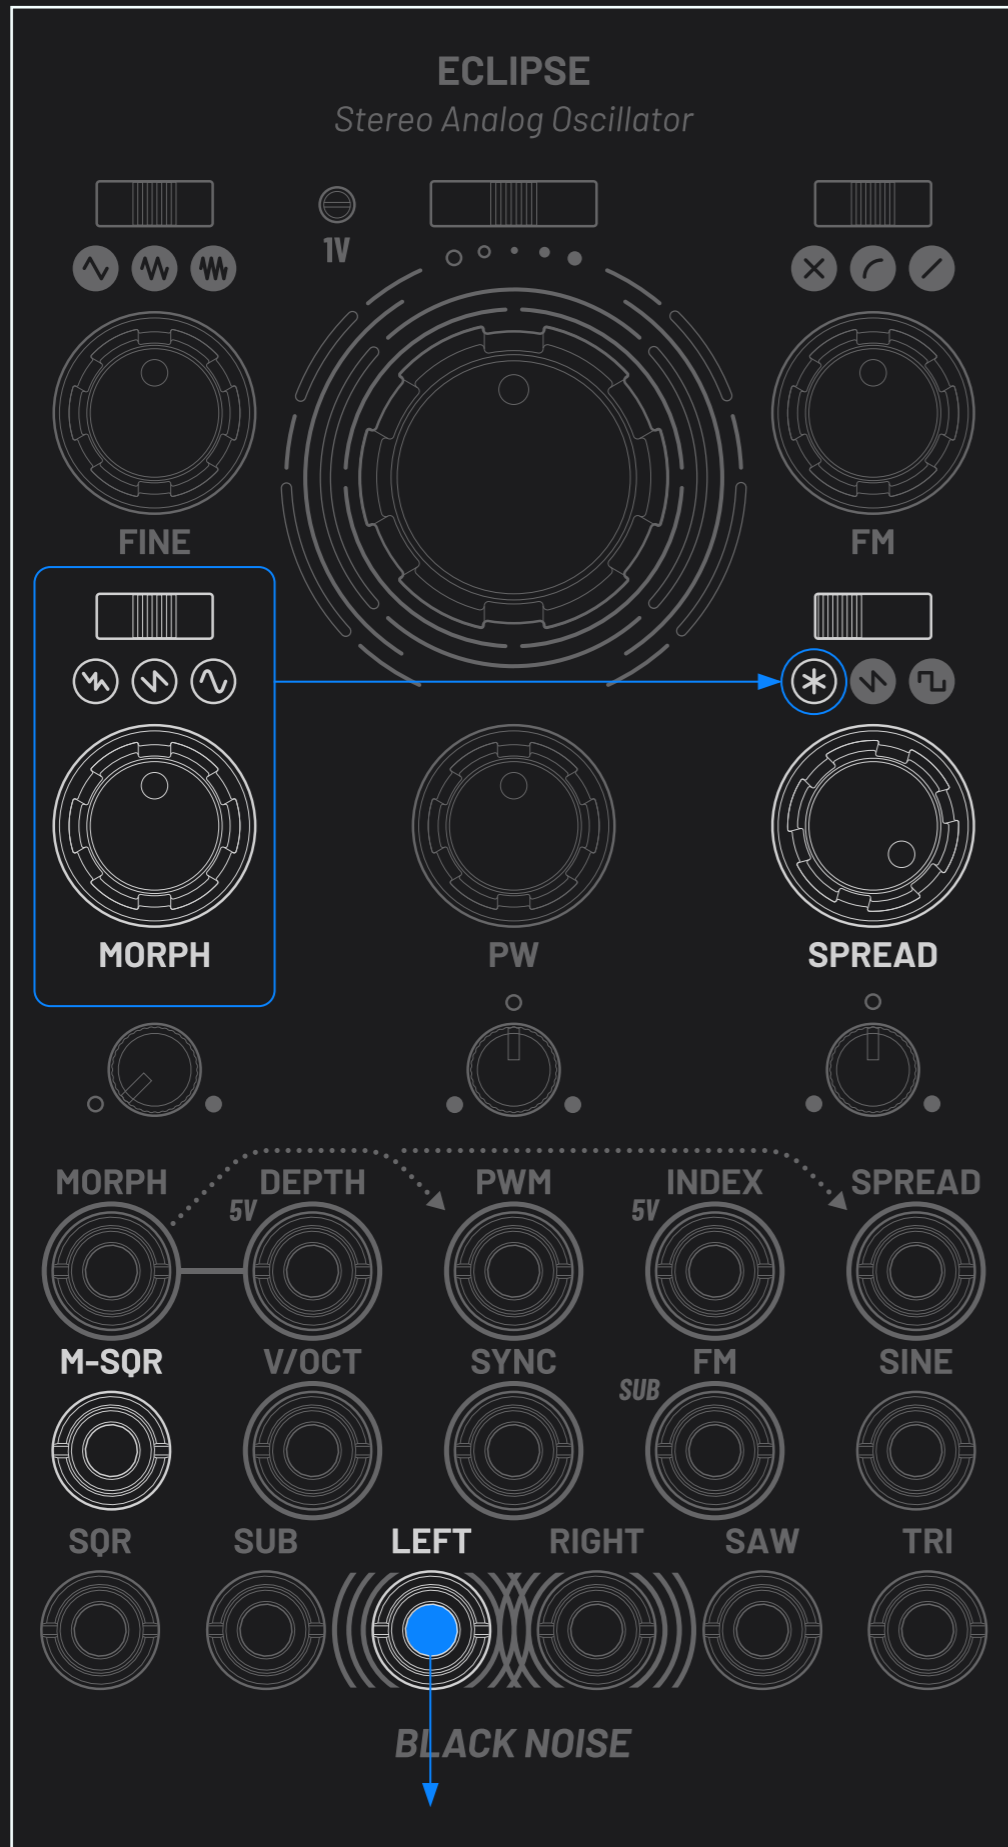 ECLIPSE
Stereo Analog Oscillator
1V
FINE
FM
MORPH
PW
SPREAD
MORPH
DEPTH
PWM
INDEX
SPREAD
5V
5V
M-SQR
V/OCT
SYNC
FM
SINE
SUB
SQR
SUB
LEFT
RIGHT
SAW
TRI
BLACK NOISE